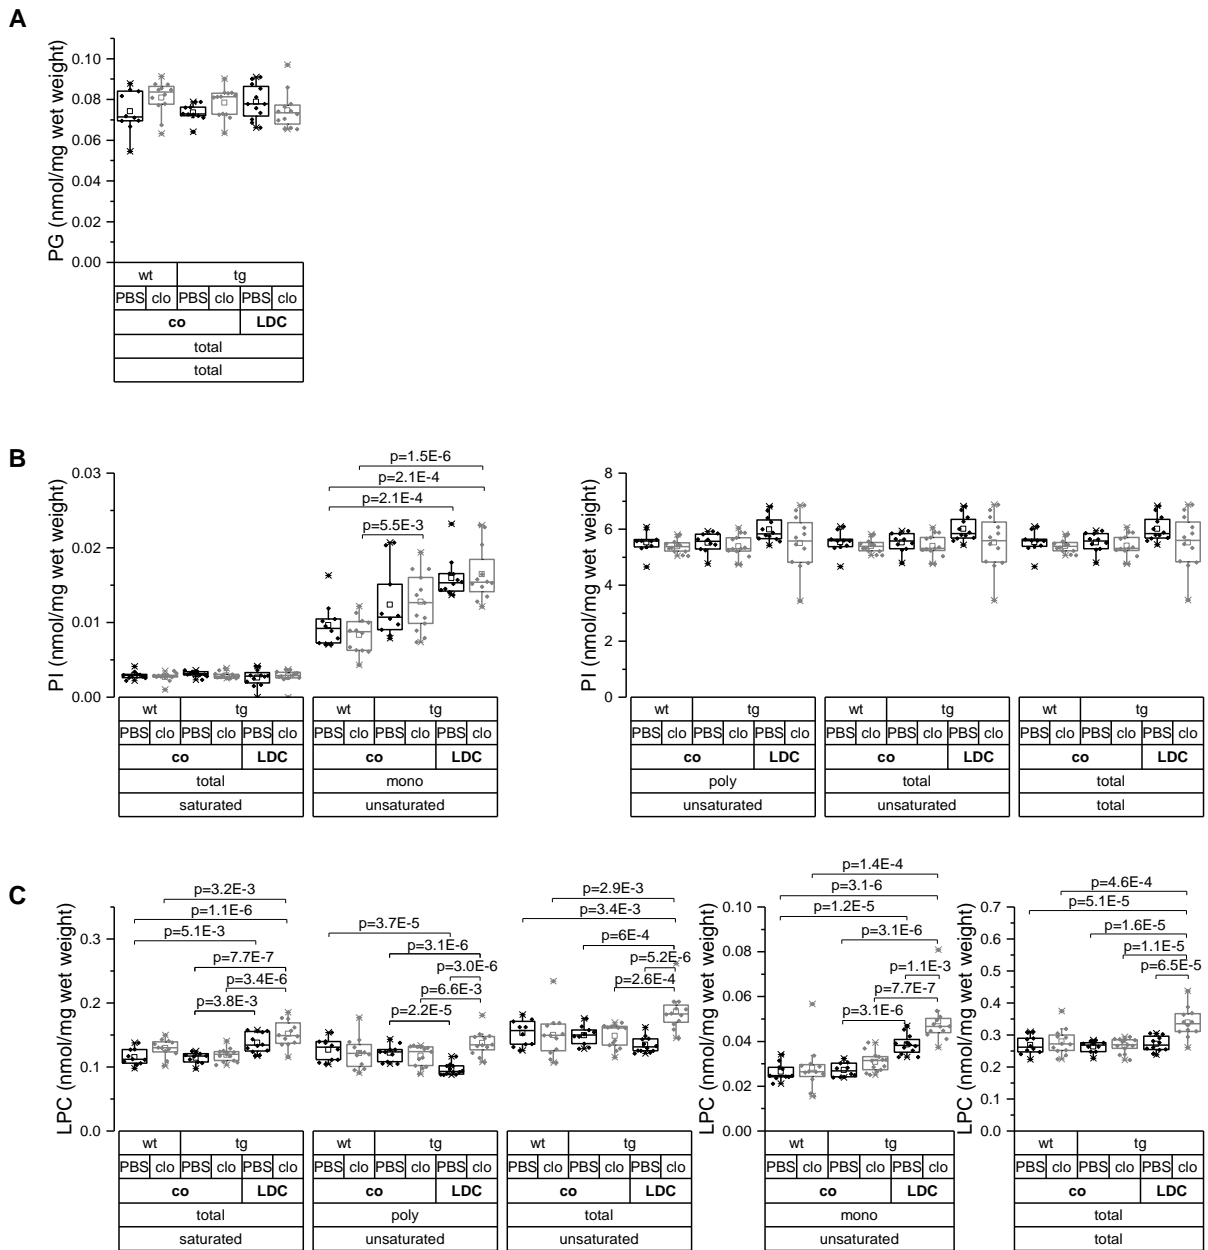 A
PG (nmol/mg wet weight)
0.10
0.08
0.06
0.04
0.02
0.00
wt tg
PBS clo PBS clo PBS clo
co LDC
total
total
B
PI (nmol/mg wet weight)
0.03
0.02
0.01
0.00
p=1.5E-6
p=2.1E-4
p=2.1E-4
p=5.5E-3
wt tg wt tg
PBS clo PBS clo PBS clo PBS clo PBS clo PBS clo
co LDC co LDC
total mono
saturated unsaturated
PI (nmol/mg wet weight)
8
6
4
2
0
wt tg wt tg wt tg
PBS clo PBS clo PBS clo PBS clo PBS clo PBS clo PBS clo PBS clo PBS clo
co LDC co LDC co LDC
poly total total
unsaturated unsaturated total
C
LPC (nmol/mg wet weight)
0.3
0.2
0.1
0.0
p=3.2E-3
p=1.1E-6
p=5.1E-3
p=7.7E-7
p=3.4E-6
p=3.8E-3
p=3.7E-5
p=3.1E-6
p=3.0E-6
p=6.6E-3
p=2.2E-5
p=2.9E-3
p=3.4E-3
p=6E-4
p=5.2E-6
p=2.6E-4
wt tg wt tg wt tg
PBS clo PBS clo PBS clo PBS clo PBS clo PBS clo PBS clo PBS clo PBS clo
co LDC co LDC co LDC
total poly total
saturated unsaturated unsaturated
LPC (nmol/mg wet weight)
0.10
0.08
0.06
0.04
0.02
0.00
p=1.4E-4
p=3.1-6
p=1.2E-5
p=3.1E-6
p=1.1E-3
p=7.7E-7
p=3.1E-6
wt tg
PBS clo PBS clo PBS clo
co LDC
mono
unsaturated
LPC (nmol/mg wet weight)
0.7
0.6
0.5
0.4
0.3
0.2
0.1
0.0
p=4.6E-4
p=5.1E-5
p=1.6E-5
p=1.1E-5
p=6.5E-5
wt tg
PBS clo PBS clo PBS clo
co LDC
total
total